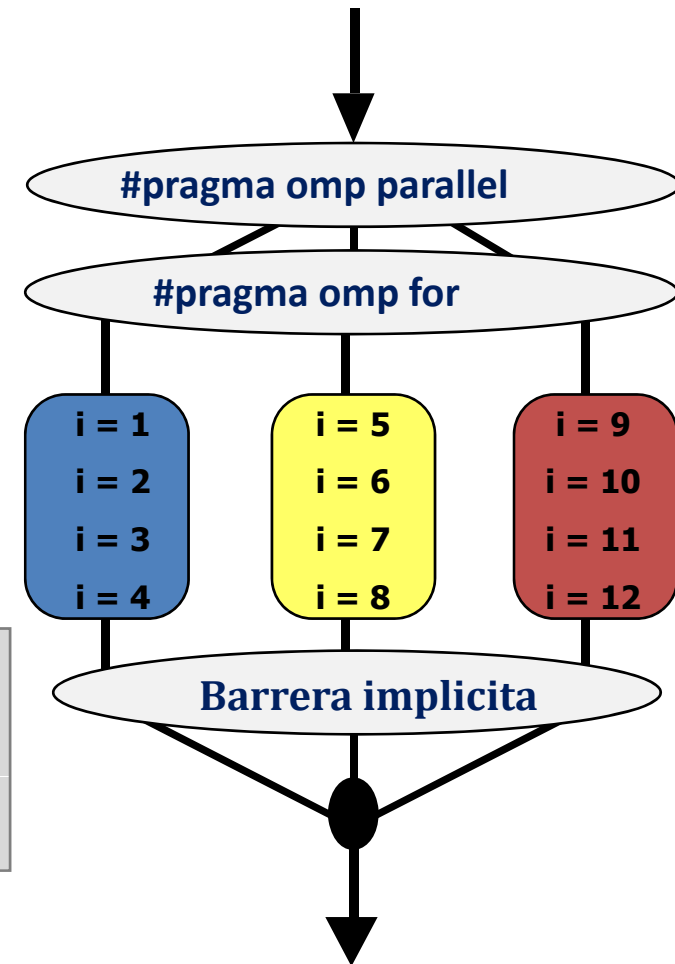 #pragma omp parallel
#pragma omp for
i = 1
i = 2
i = 3
i = 4
i = 5
i = 6
i = 7
i = 8
i = 9
i = 10
i = 11
i = 12
Barrera implicita